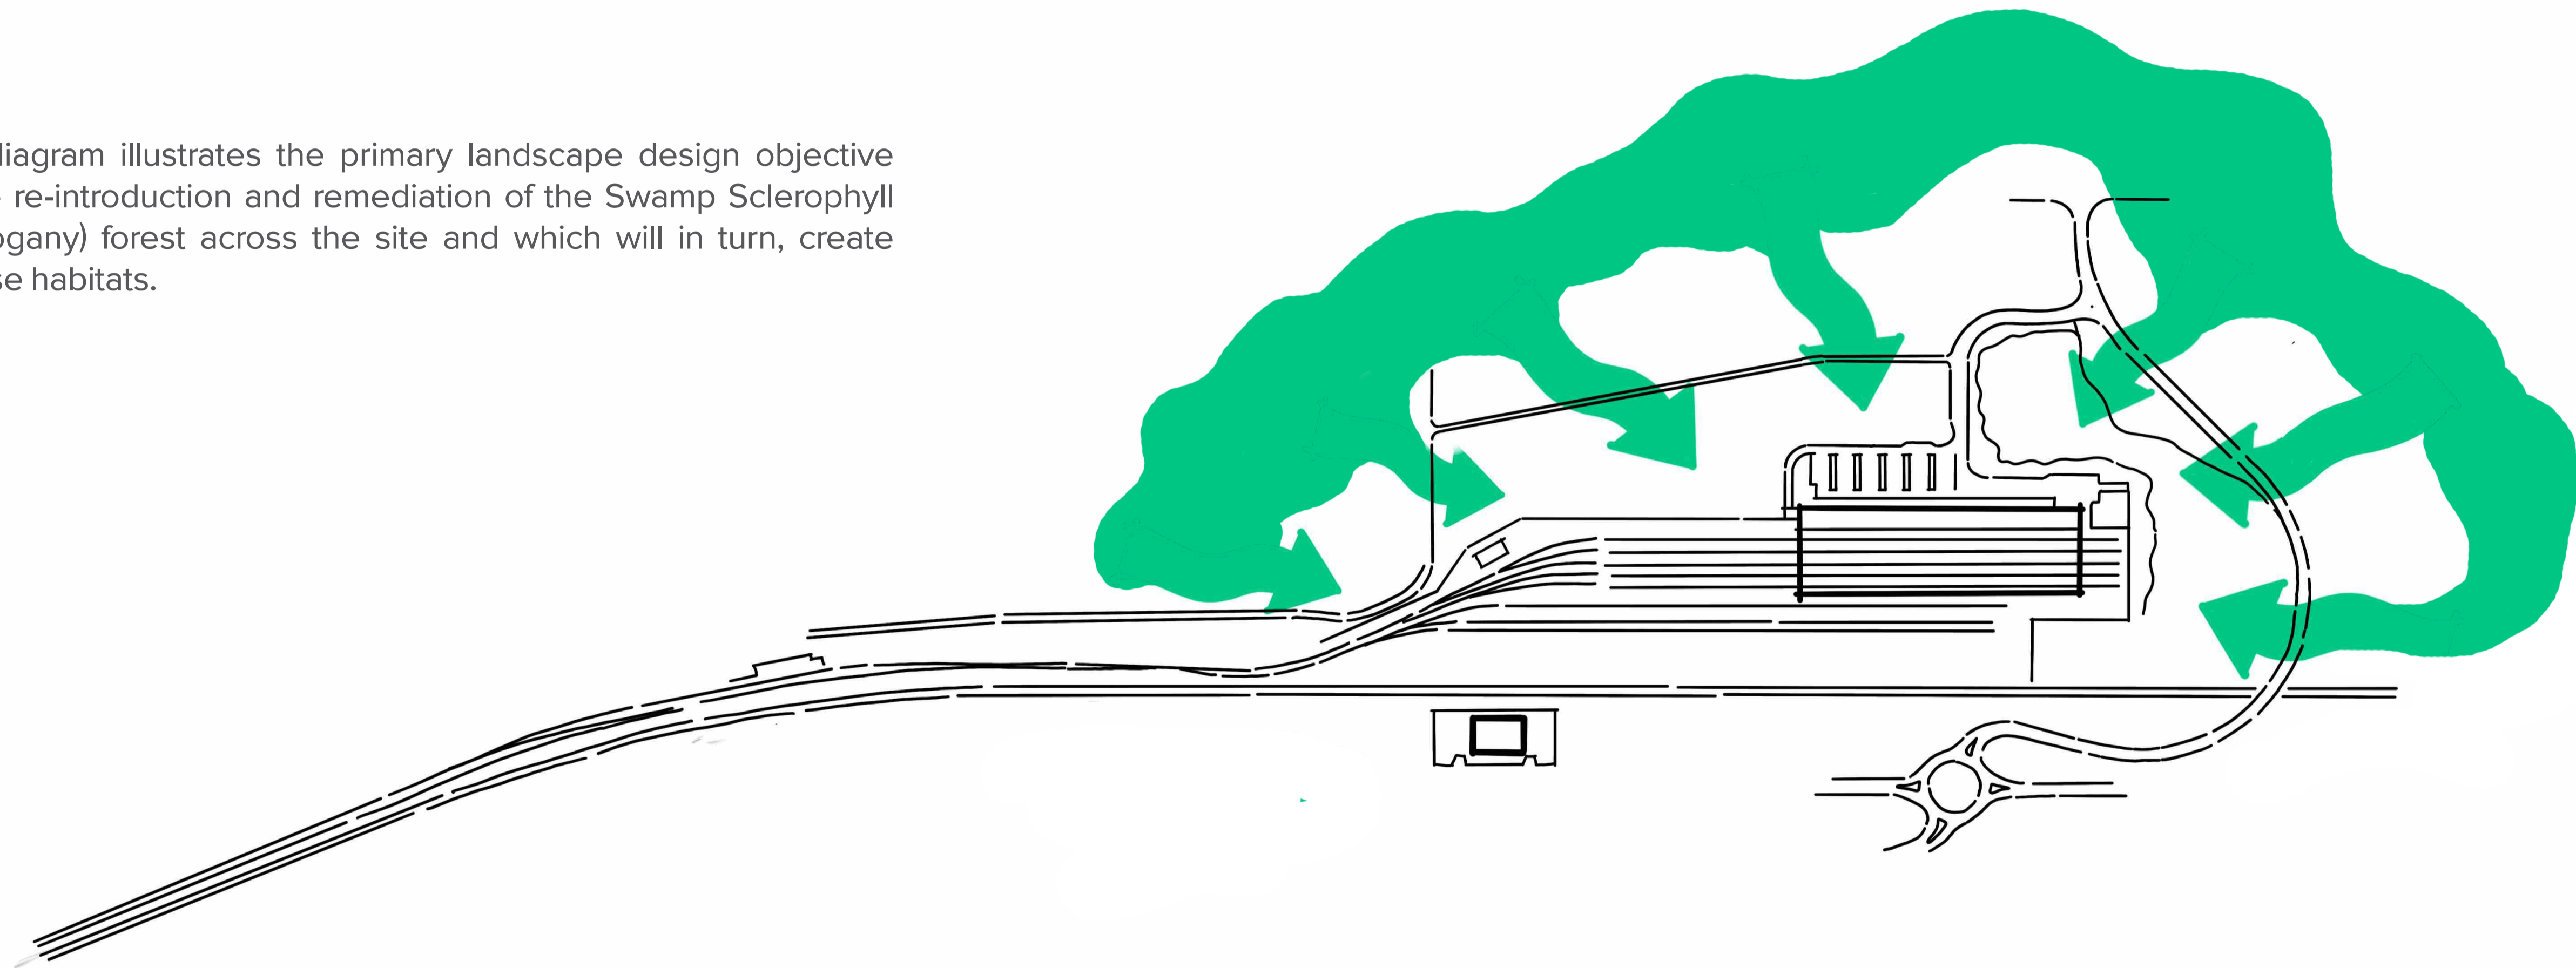 diagram illustrates the primary landscape design objective
re-introduction and remediation of the Swamp Sclerophyll
ogany) forest across the site and which will in turn, create
se habitats.